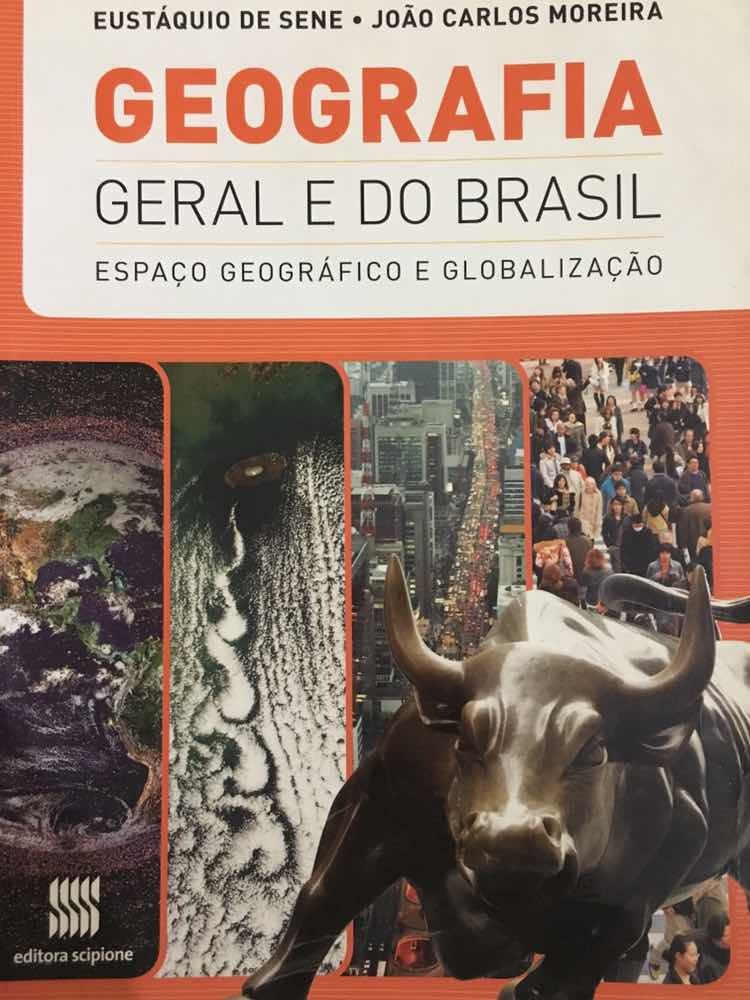 EUSTÁQUIO DE SENE • JOÃO CARLOS MOREIRA
GEOGRAFIA
GERAL E DO BRASIL
ESPAÇO GEOGRÁFICO E GLOBALIZAÇÃO
editora scipione